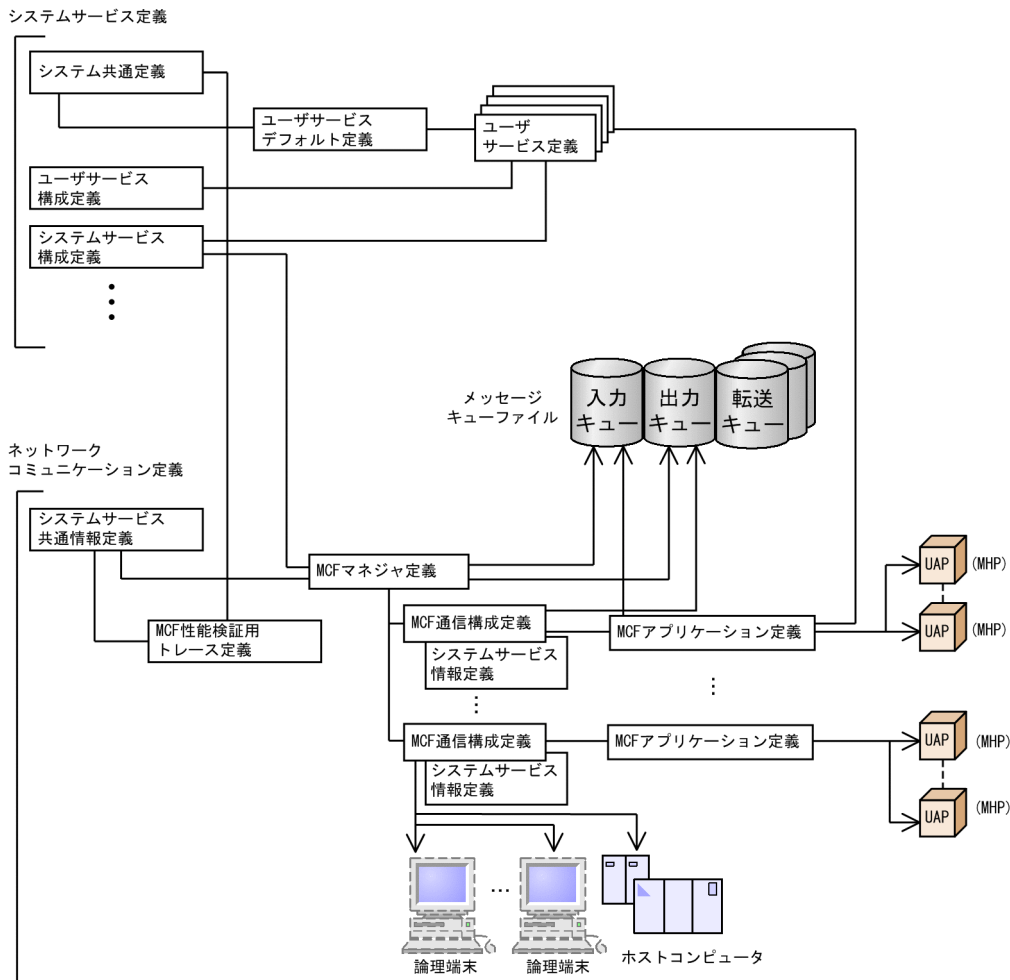 システムサービス定義
システム共通定義
ユーザサービス
デフォルト定義
ユーザ
サービス定義
ユーザサービス
構成定義
システムサービス
構成定義
メッセージ
キューファイル
入力
キュー
出力
キュー
転送
キュー
ネットワーク
コミュニケーション定義
システムサービス
共通情報定義
MCFマネジャ定義
UAP
(MHP)
MCF性能検証用
トレース定義
MCF通信構成定義
MCFアプリケーション定義
UAP
(MHP)
システムサービス
情報定義
MCF通信構成定義
MCFアプリケーション定義
UAP
(MHP)
システムサービス
情報定義
UAP
(MHP)
論理端末
論理端末
ホストコンピュータ